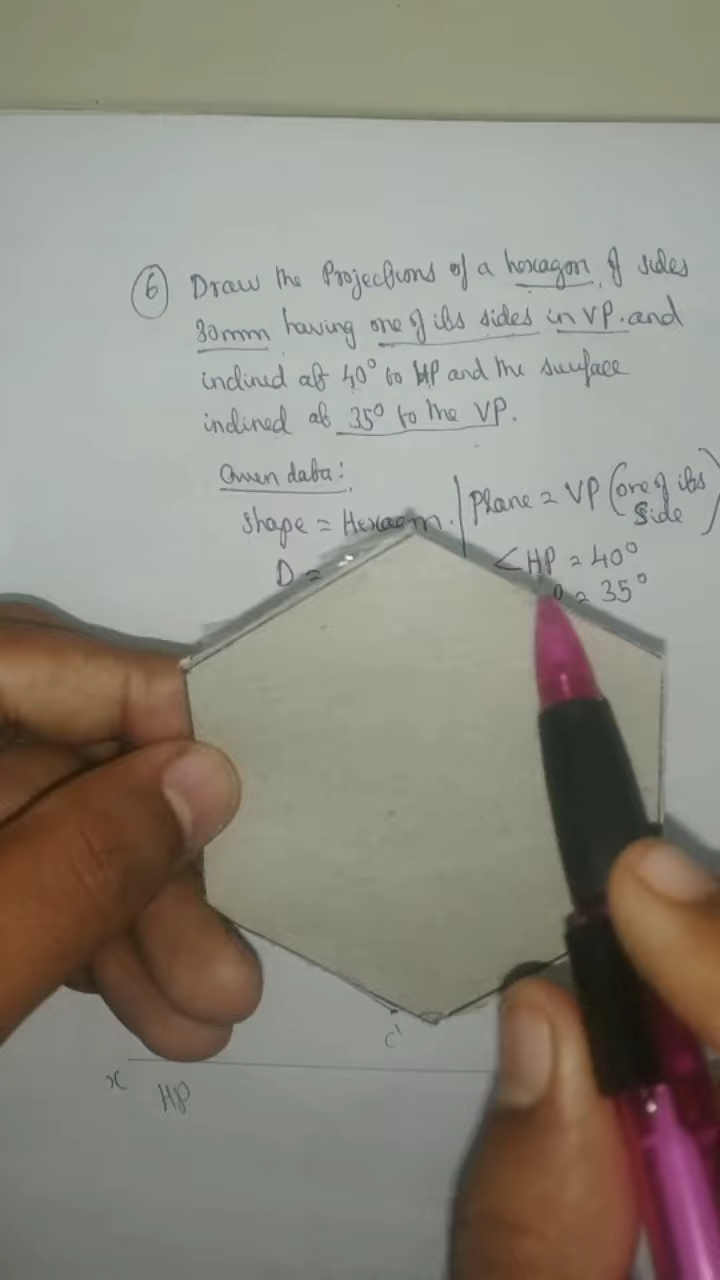 6 Draw the Projections of a hexagon of sides
30mm having one of its sides in VP. and
inclined at 40° to HP and the surface
inclined at 35° to the VP.
Given data:
Shape = Hexagon.
Plane = VP (one of its
Side)
<HP = 40°
D =
= 35°
c'
x
HP